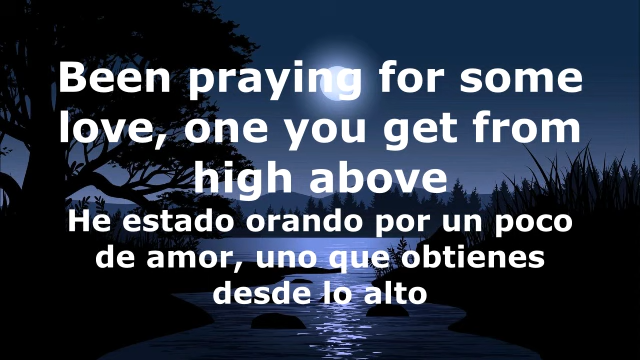 Been praying for some
love, one you get from
high above
He estado orando por un poco
de amor, uno que obtienes
desde lo alto